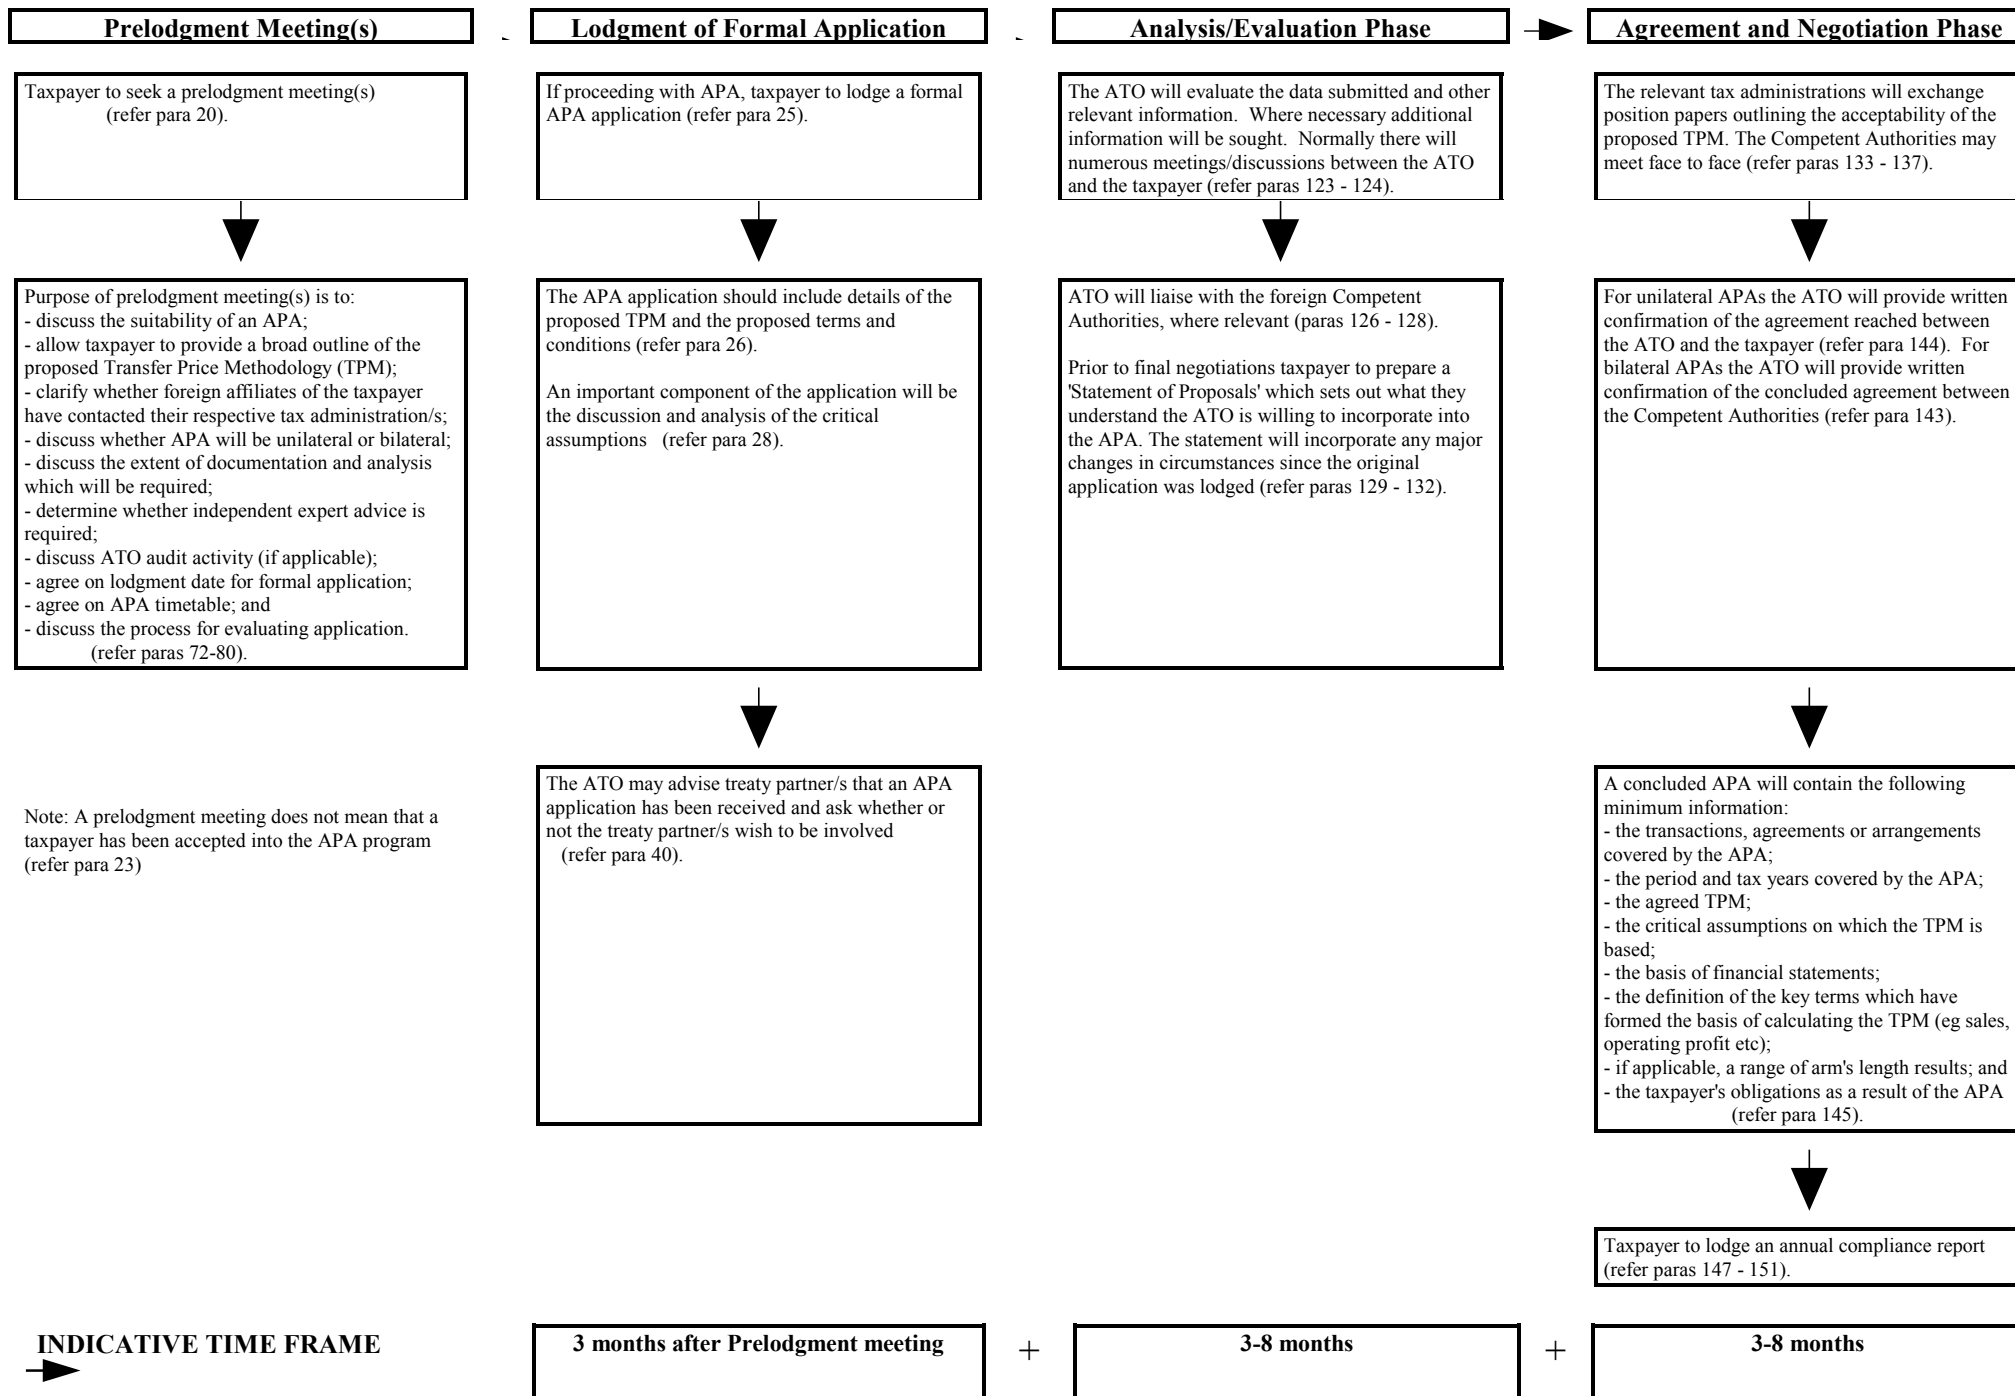 Prelodgment Meeting(s)
Taxpayer to seek a prelodgment meeting(s)
(refer para 20).
Purpose of prelodgment meeting(s) is to:
- discuss the suitability of an APA;
- allow taxpayer to provide a broad outline of the
proposed Transfer Price Methodology (TPM);
- clarify whether foreign affiliates of the taxpayer
have contacted their respective tax administration/s;
- discuss whether APA will be unilateral or bilateral;
- discuss the extent of documentation and analysis
which will be required;
- determine whether independent expert advice is
required;
- discuss ATO audit activity (if applicable);
- agree on lodgment date for formal application;
- agree on APA timetable; and
- discuss the process for evaluating application.
(refer paras 72-80).
Note: A prelodgment meeting does not mean that a
taxpayer has been accepted into the APA program
(refer para 23)
Lodgment of Formal Application
If proceeding with APA, taxpayer to lodge a formal
APA application (refer para 25).
The APA application should include details of the
proposed TPM and the proposed terms and
conditions (refer para 26).
An important component of the application will be
the discussion and analysis of the critical
assumptions (refer para 28).
The ATO may advise treaty partner/s that an APA
application has been received and ask whether or
not the treaty partner/s wish to be involved
(refer para 40).
Analysis/Evaluation Phase
The ATO will evaluate the data submitted and other
relevant information. Where necessary additional
information will be sought. Normally there will
numerous meetings/discussions between the ATO
and the taxpayer (refer paras 123 - 124).
ATO will liaise with the foreign Competent
Authorities, where relevant (paras 126 - 128).
Prior to final negotiations taxpayer to prepare a
'Statement of Proposals' which sets out what they
understand the ATO is willing to incorporate into
the APA. The statement will incorporate any major
changes in circumstances since the original
application was lodged (refer paras 129 - 132).
Agreement and Negotiation Phase
The relevant tax administrations will exchange
position papers outlining the acceptability of the
proposed TPM. The Competent Authorities may
meet face to face (refer paras 133 - 137).
For unilateral APAs the ATO will provide written
confirmation of the agreement reached between
the ATO and the taxpayer (refer para 144). For
bilateral APAs the ATO will provide written
confirmation of the concluded agreement between
the Competent Authorities (refer para 143).
A concluded APA will contain the following
minimum information:
- the transactions, agreements or arrangements
covered by the APA;
- the period and tax years covered by the APA;
- the agreed TPM;
- the critical assumptions on which the TPM is
based;
- the basis of financial statements;
- the definition of the key terms which have
formed the basis of calculating the TPM (eg sales,
operating profit etc);
- if applicable, a range of arm's length results; and
- the taxpayer's obligations as a result of the APA
(refer para 145).
Taxpayer to lodge an annual compliance report
(refer paras 147 - 151).
INDICATIVE TIME FRAME
3 months after Prelodgment meeting
+
3-8 months
+
3-8 months